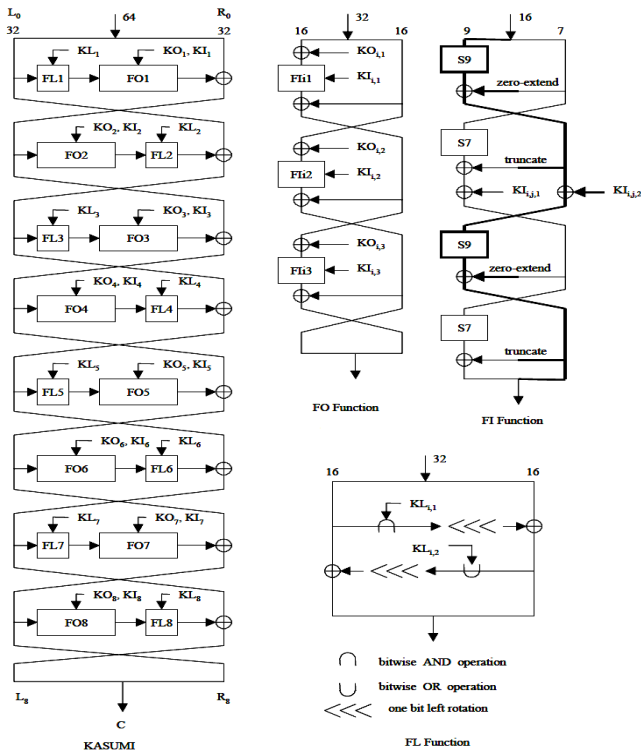 L₀ 64 R₀
32 32
KL₁ KO₁, KI₁
FL1 FO1
KO₂, KI₂ KL₂
FO2 FL2
KL₃ KO₃, KI₃
FL3 FO3
KO₄, KI₄ KL₄
FO4 FL4
KL₅ KO₅, KI₅
FL5 FO5
KO₆, KI₆ KL₆
FO6 FL6
KL₇ KO₇, KI₇
FL7 FO7
KO₈, KI₈ KL₈
FO8 FL8
L₈ R₈
C
KASUMI
32
16 16
KOᵢ,₁
FIi1 KIᵢ,₁
KOᵢ,₂
FIi2 KIᵢ,₂
KOᵢ,₃
FIi3 KIᵢ,₃
FO Function
16
9 7
S9
zero-extend
S7
truncate
KIᵢ,ⱼ,₁ KIᵢ,ⱼ,₂
S9
zero-extend
S7
truncate
FI Function
32
16 16
KLᵢ,₁
KLᵢ,₂
bitwise AND operation
bitwise OR operation
one bit left rotation
FL Function